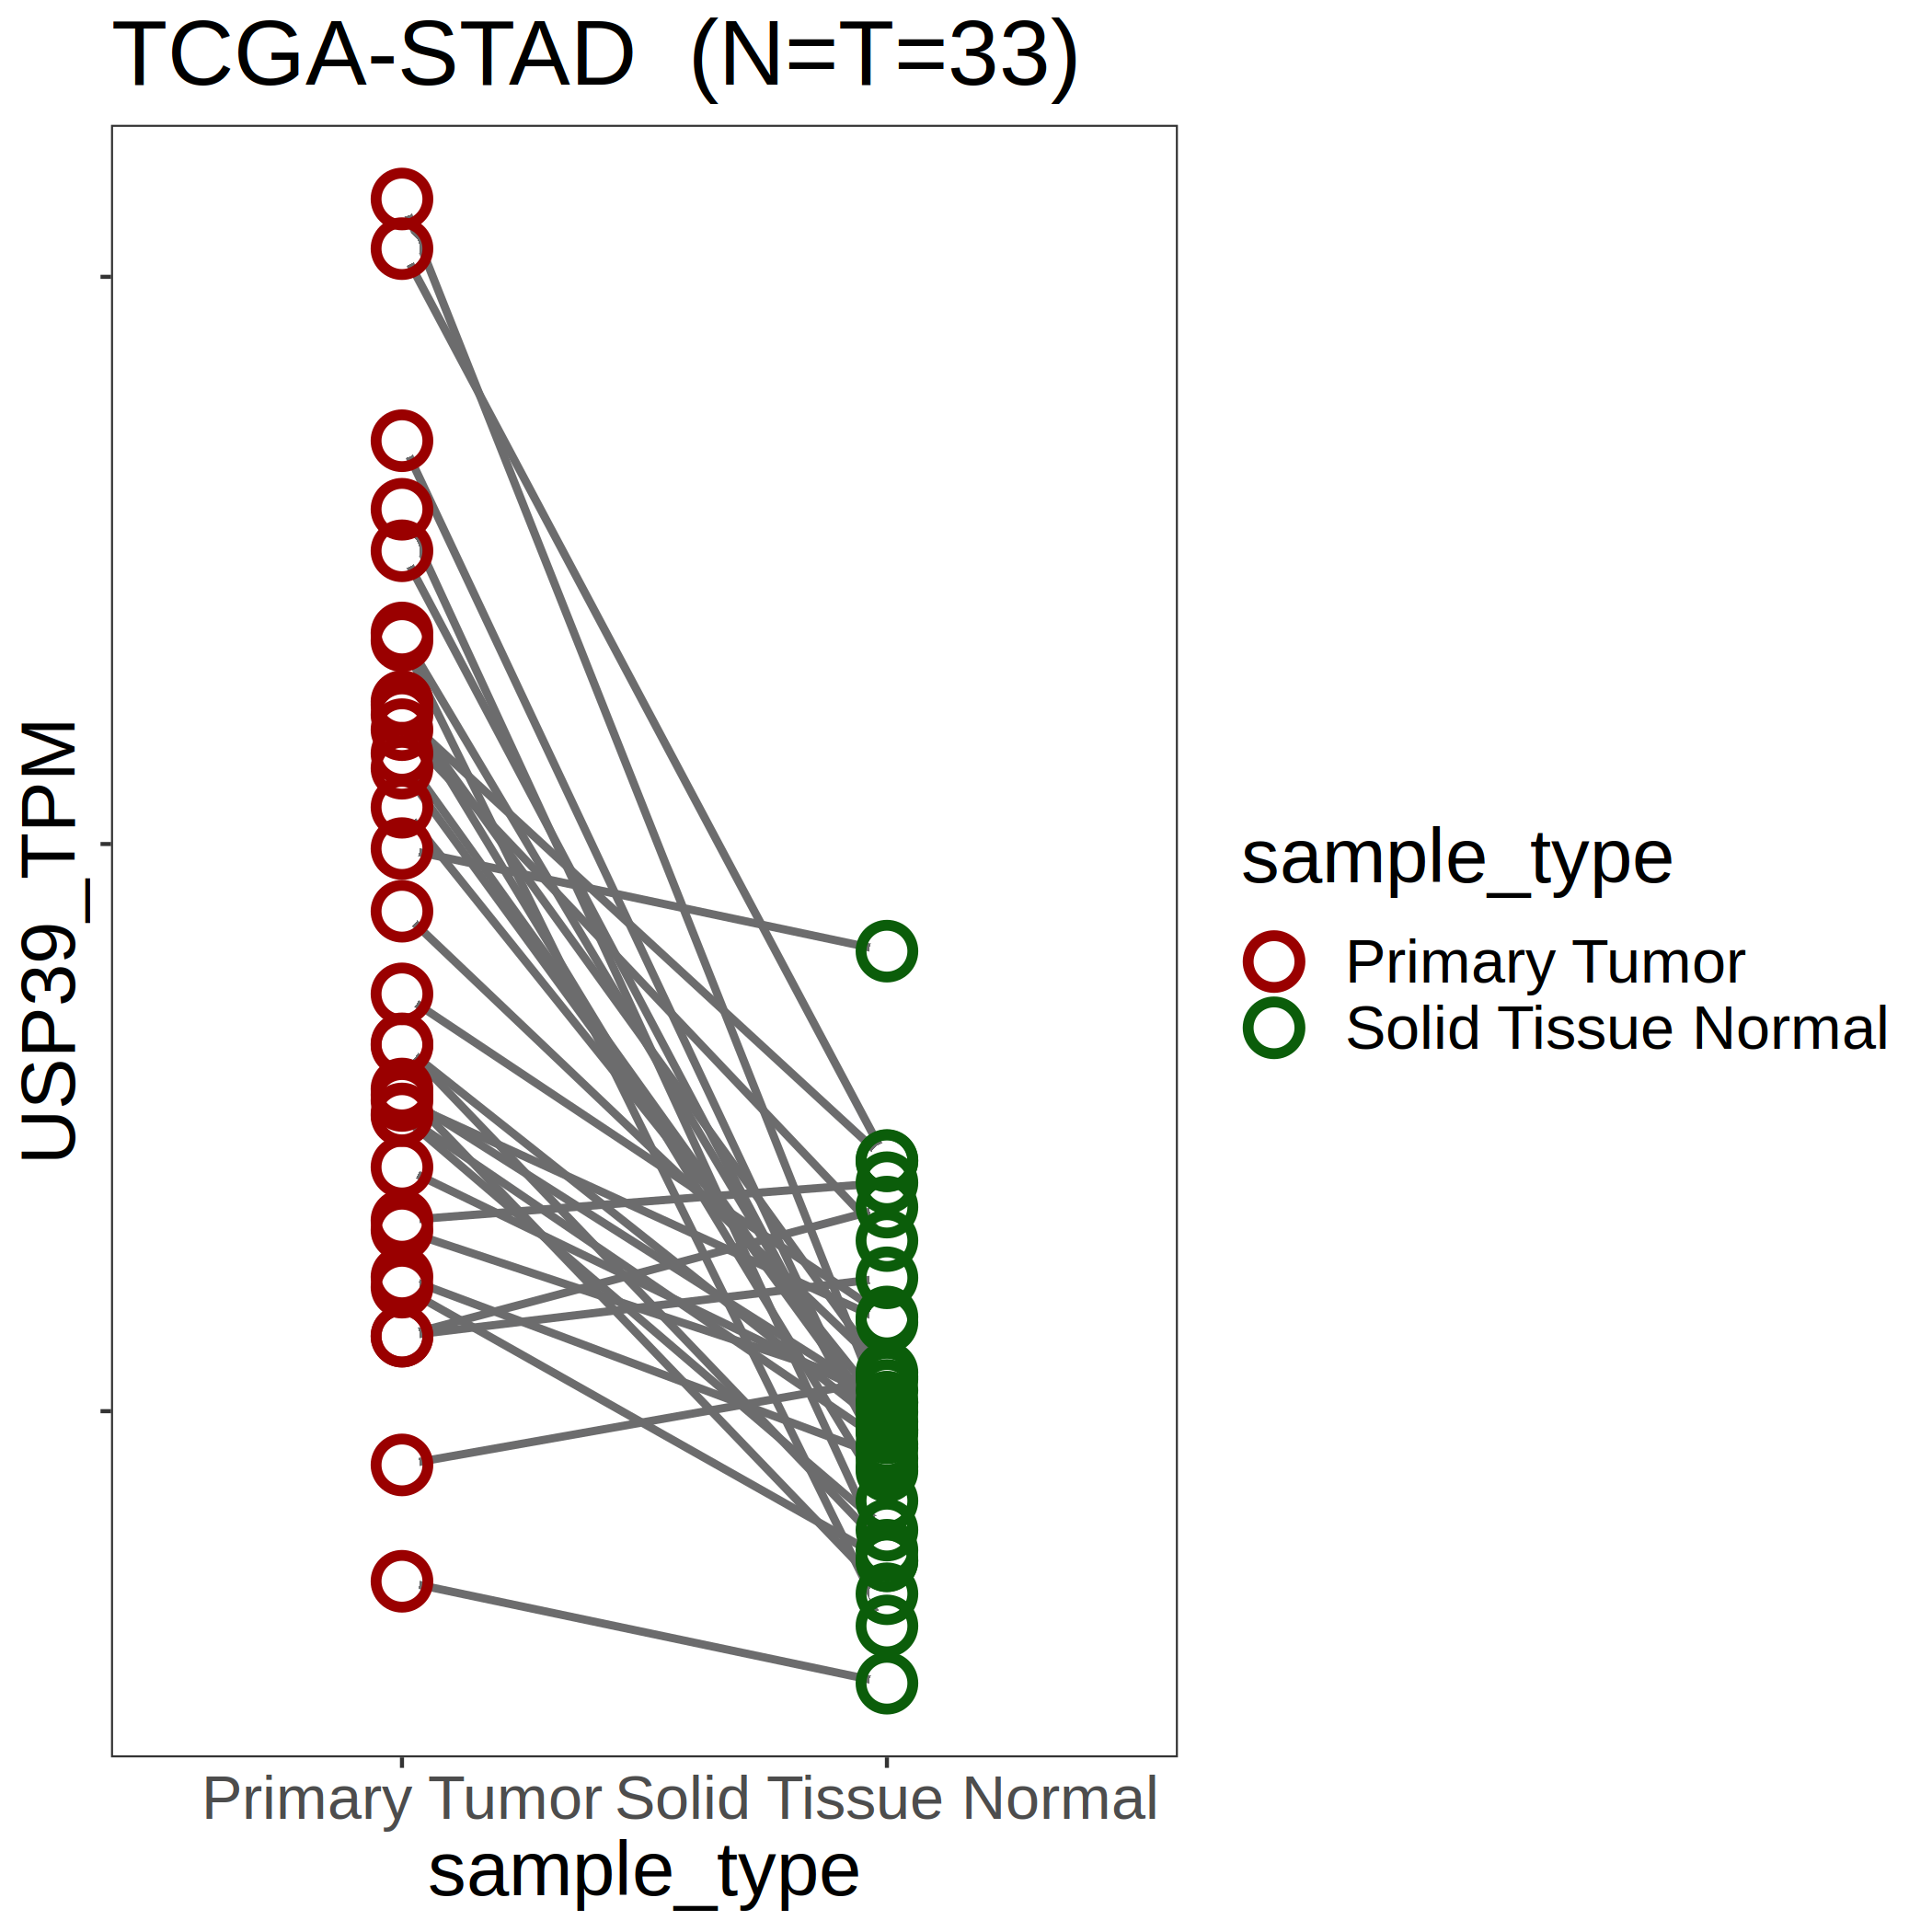 TCGA-STAD  (N=T=33)
USP39_TPM
sample_type
Primary Tumor
Solid Tissue Normal
Primary Tumor Solid Tissue Normal
sample_type